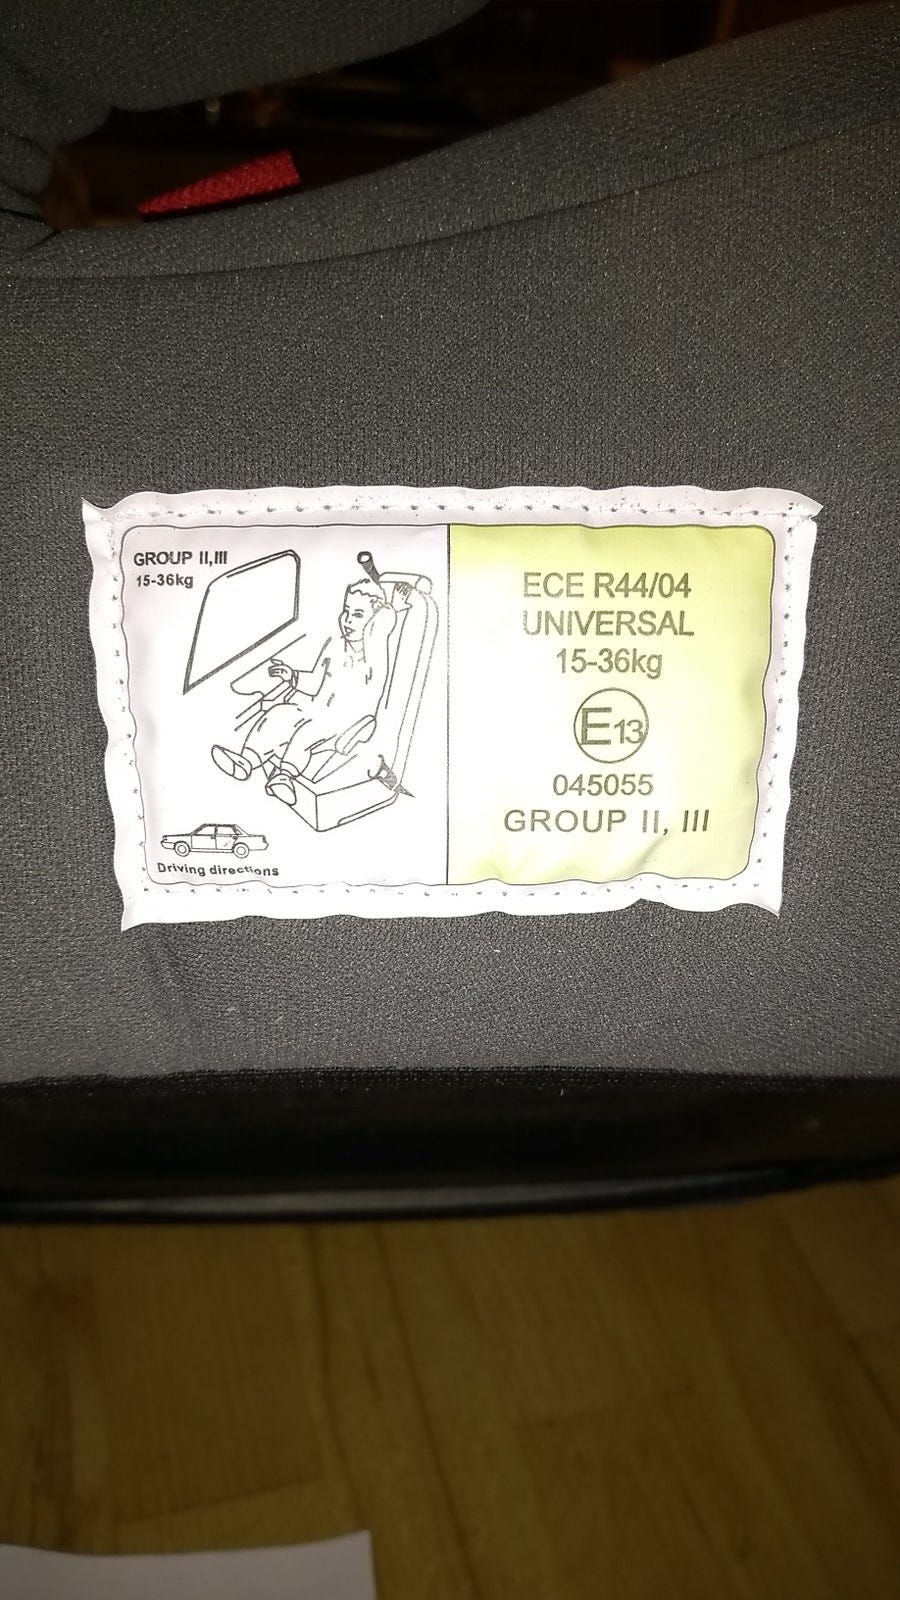 GROUP II,III
15-36kg
Driving directions
ECE R44/04
UNIVERSAL
15-36kg
E13
045055
GROUP II, III